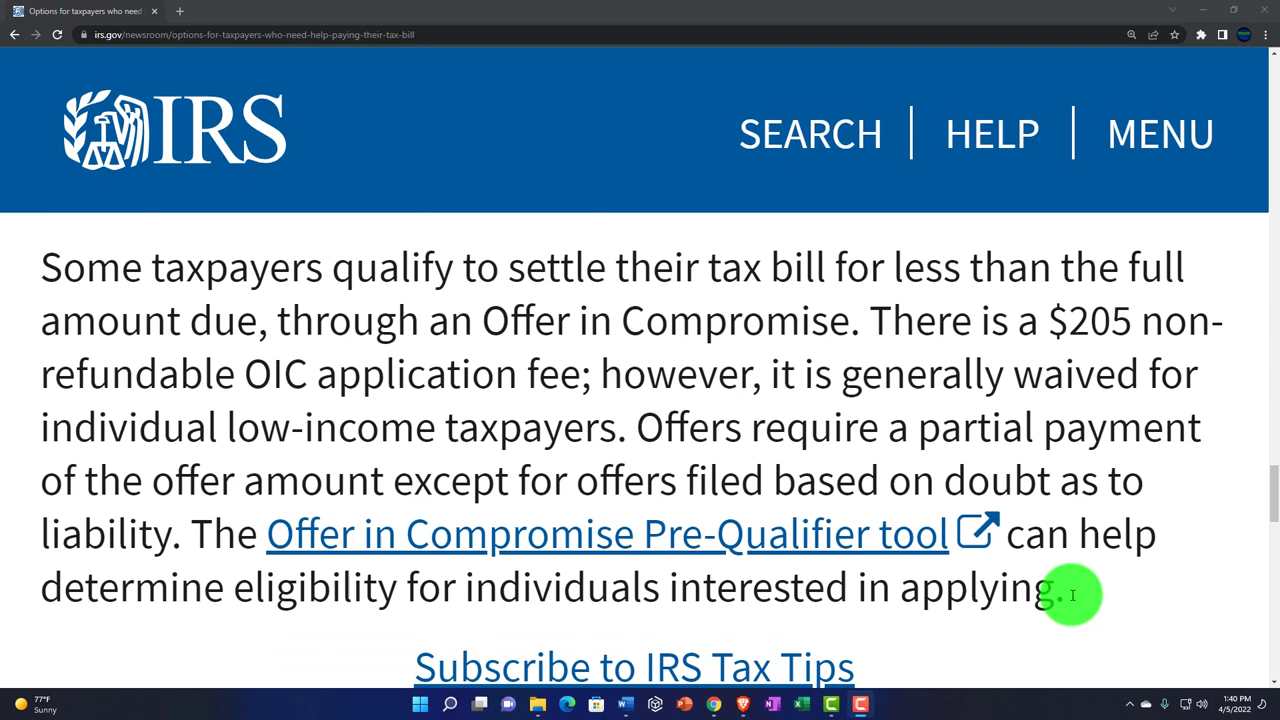 Options for taxpayers who need
irs.gov/newsroom/options-for-taxpayers-who-need-help-paying-their-tax-bill
IRS
SEARCH
HELP
MENU
Some taxpayers qualify to settle their tax bill for less than the full
amount due, through an Offer in Compromise. There is a $205 non-
refundable OIC application fee; however, it is generally waived for
individual low-income taxpayers. Offers require a partial payment
of the offer amount except for offers filed based on doubt as to
liability. The Offer in Compromise Pre-Qualifier tool can help
determine eligibility for individuals interested in applying.
Subscribe to IRS Tax Tips
77°F
Sunny
1:40 PM
4/5/2022